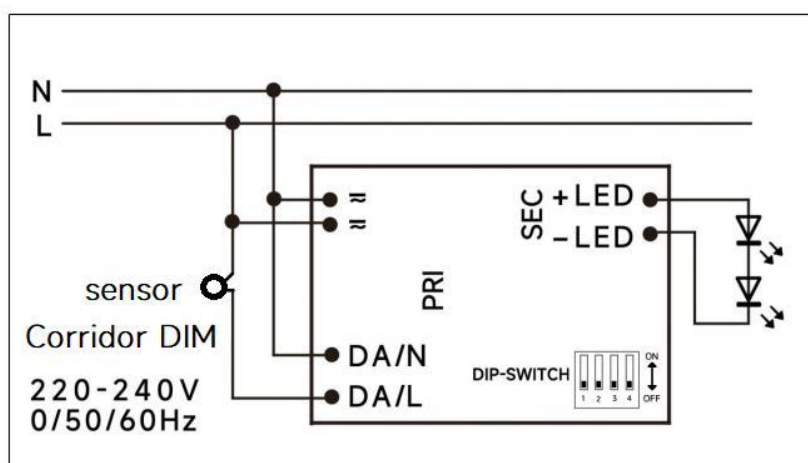 N
L
≂
≂
SEC
+LED
−LED
PRI
sensor
Corridor DIM
220-240V
0/50/60Hz
DA/N
DA/L
DIP-SWITCH
ON
OFF
1 2 3 4